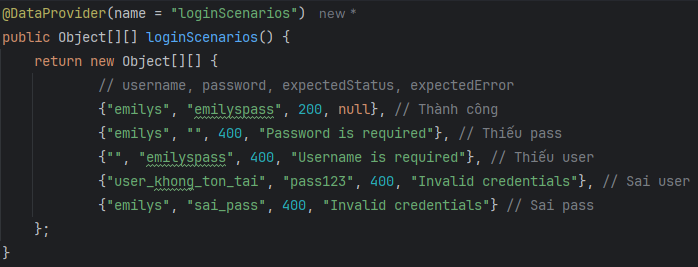 @DataProvider(name = "loginScenarios") new *
public Object[][] loginScenarios() {
return new Object[][] {
// username, password, expectedStatus, expectedError
{"emilys", "emilyspass", 200, null}, // Thành công
{"emilys", "", 400, "Password is required"}, // Thiếu pass
{"", "emilyspass", 400, "Username is required"}, // Thiếu user
{"user_khong_ton_tai", "pass123", 400, "Invalid credentials"}, // Sai user
{"emilys", "sai_pass", 400, "Invalid credentials"} // Sai pass
};
}